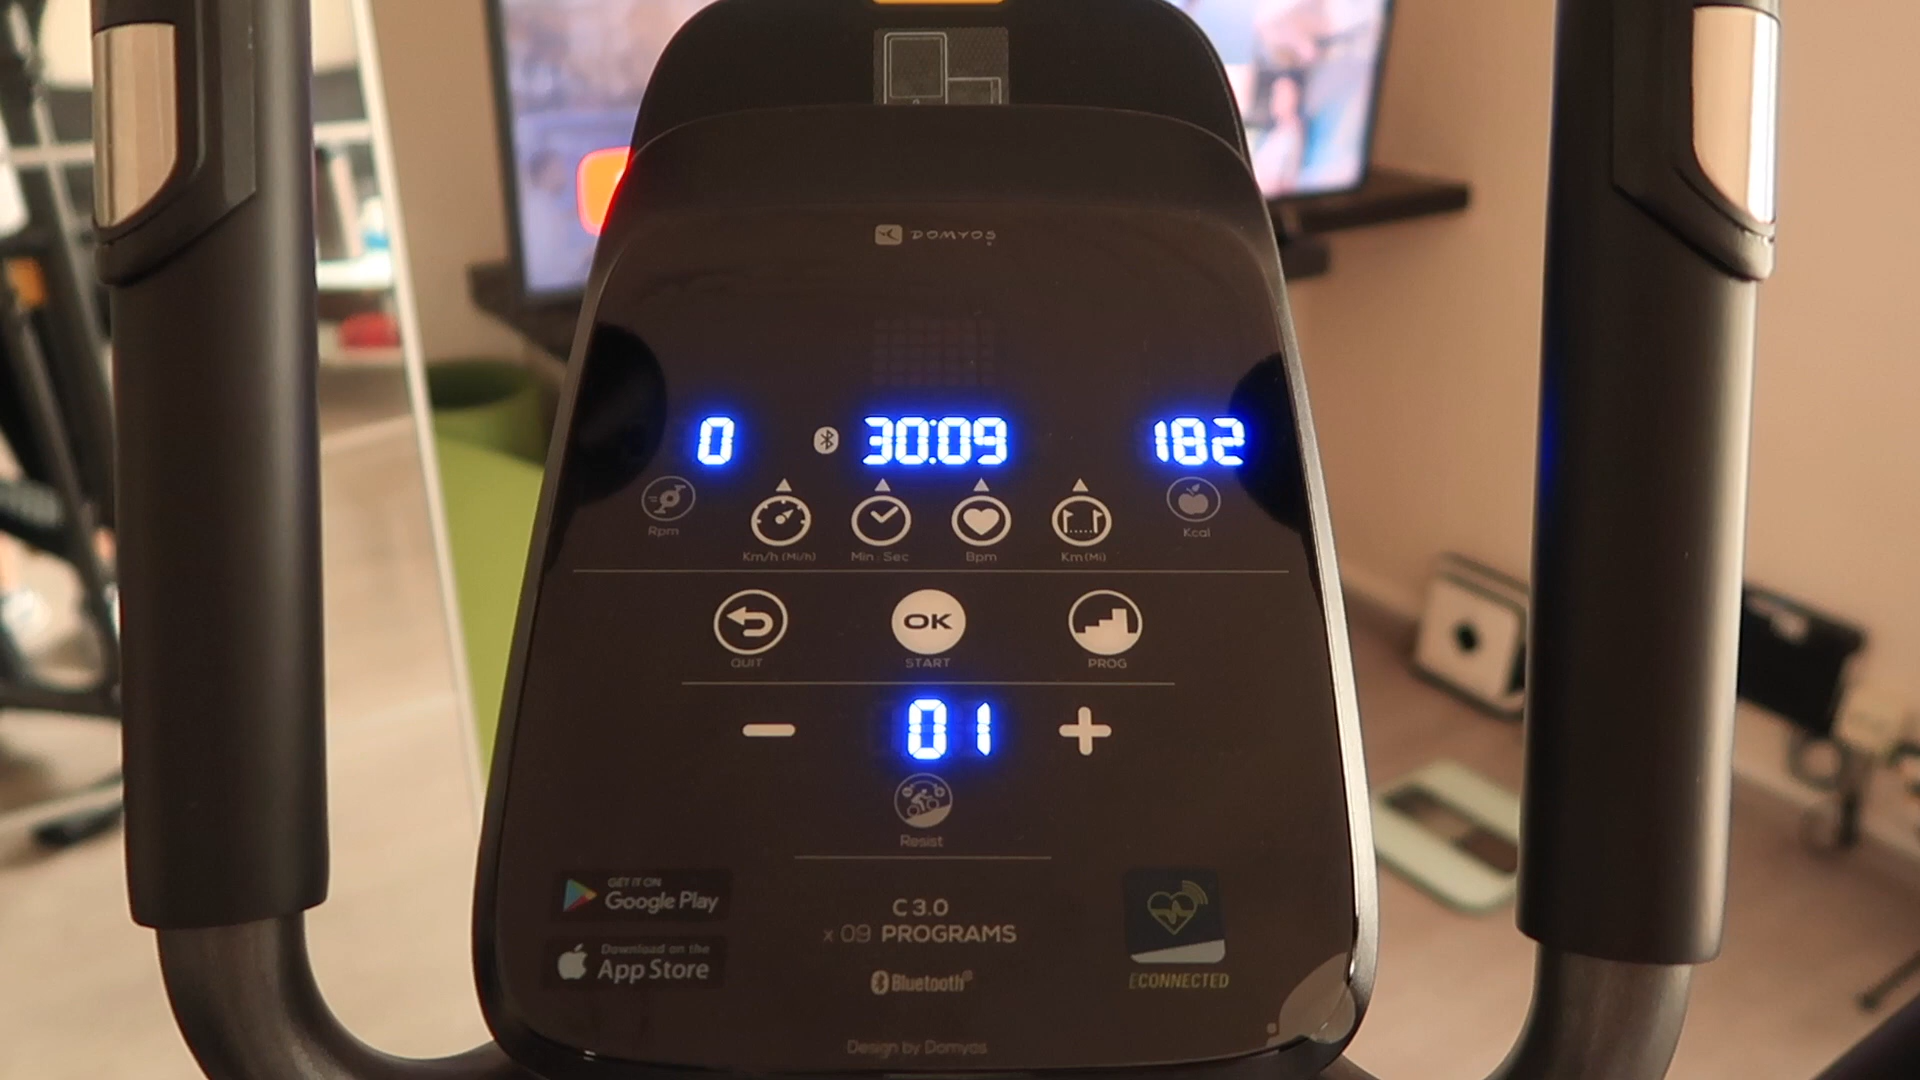 DOMYOS
0 30:09 182
Rpm
Km/h (Mi/h) Min : Sec Bpm Km(Mi) Kcal
QUIT OK START PROG
01
Resist
GET IT ON
Google Play
Download on the
App Store
C 3.0
x 09 PROGRAMS
Bluetooth®
ECONNECTED
Design by Domyos